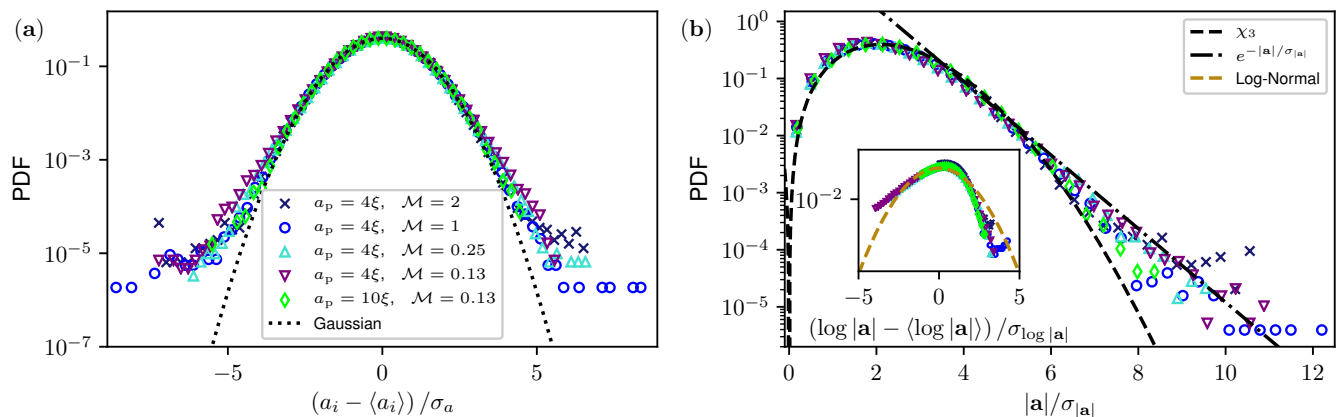 (a)
PDF
10⁻¹
10⁻³
10⁻⁵
10⁻⁷
a_p = 4ξ, ℳ = 2
a_p = 4ξ, ℳ = 1
a_p = 4ξ, ℳ = 0.25
a_p = 4ξ, ℳ = 0.13
a_p = 10ξ, ℳ = 0.13
Gaussian
−5 0 5
(a_i − ⟨a_i⟩) /σ_a
(b)
PDF
10⁰
10⁻¹
10⁻²
10⁻³
10⁻⁴
10⁻⁵
χ₃
e^{−|𝐚|/σ_{|𝐚|}}
Log-Normal
10⁻²
−5 0 5
(log |𝐚| − ⟨log |𝐚|⟩) /σ_{log |𝐚|}
0 2 4 6 8 10 12
|𝐚|/σ_{|𝐚|}